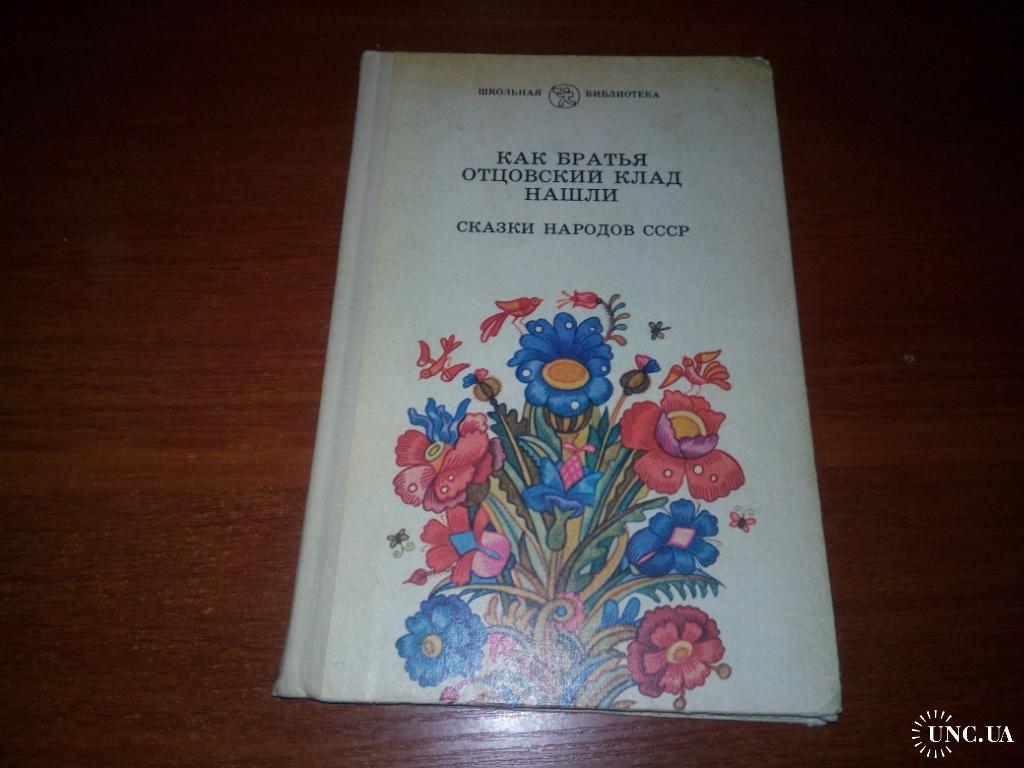 ШКОЛЬНАЯ БИБЛИОТЕКА
КАК БРАТЬЯ
ОТЦОВСКИЙ КЛАД
НАШЛИ
СКАЗКИ НАРОДОВ СССР
UNC.UA